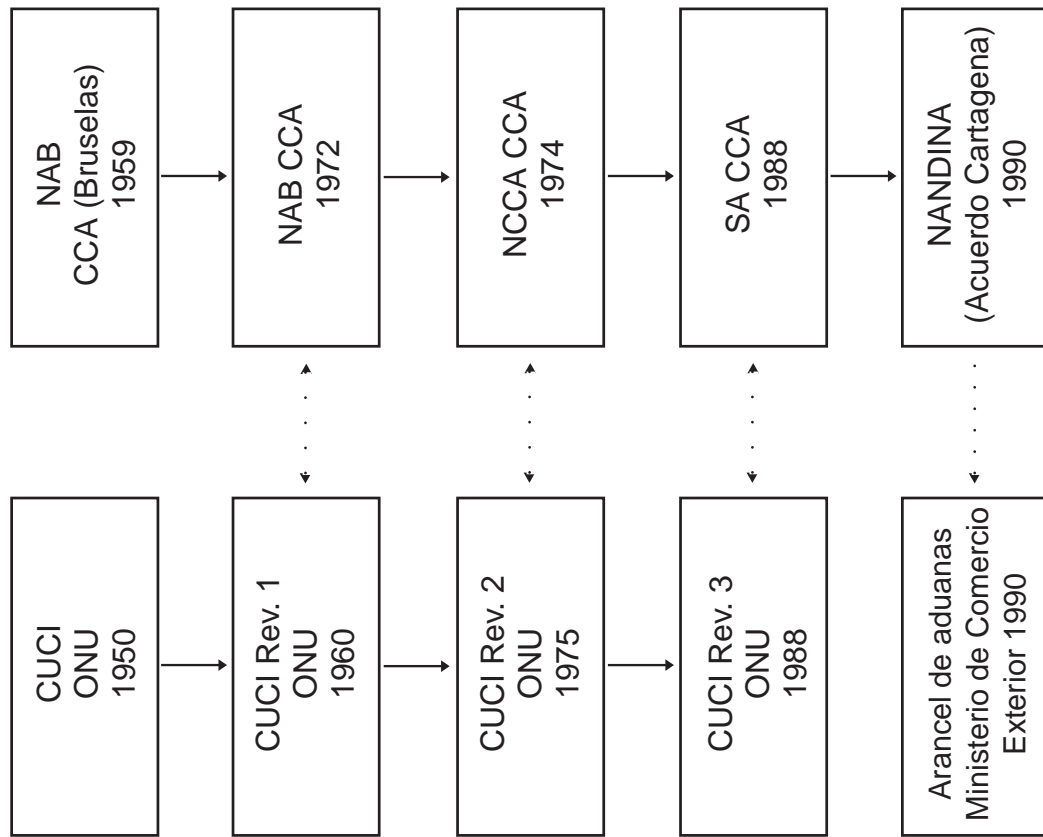 NAB
CCA (Bruselas)
1959
NAB CCA
1972
NCCA CCA
1974
SA CCA
1988
NANDINA
(Acuerdo Cartagena)
1990
CUCI
ONU
1950
CUCI Rev. 1
ONU
1960
CUCI Rev. 2
ONU
1975
CUCI Rev. 3
ONU
1988
Arancel de aduanas
Ministerio de Comercio
Exterior 1990